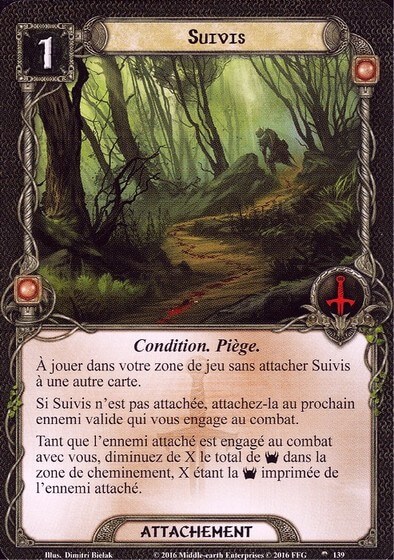 Suivis
1
Condition. Piège.
À jouer dans votre zone de jeu sans attacher Suivis
à une autre carte.
Si Suivis n'est pas attachée, attachez-la au prochain
ennemi valide qui vous engage au combat.
Tant que l'ennemi attaché est engagé au combat
avec vous, diminuez de X le total de dans la
zone de cheminement, X étant la imprimée de
l'ennemi attaché.
Attachement
Illus. Dimitri Bielak © 2016 Middle-earth Enterprises © 2016 FFG 139